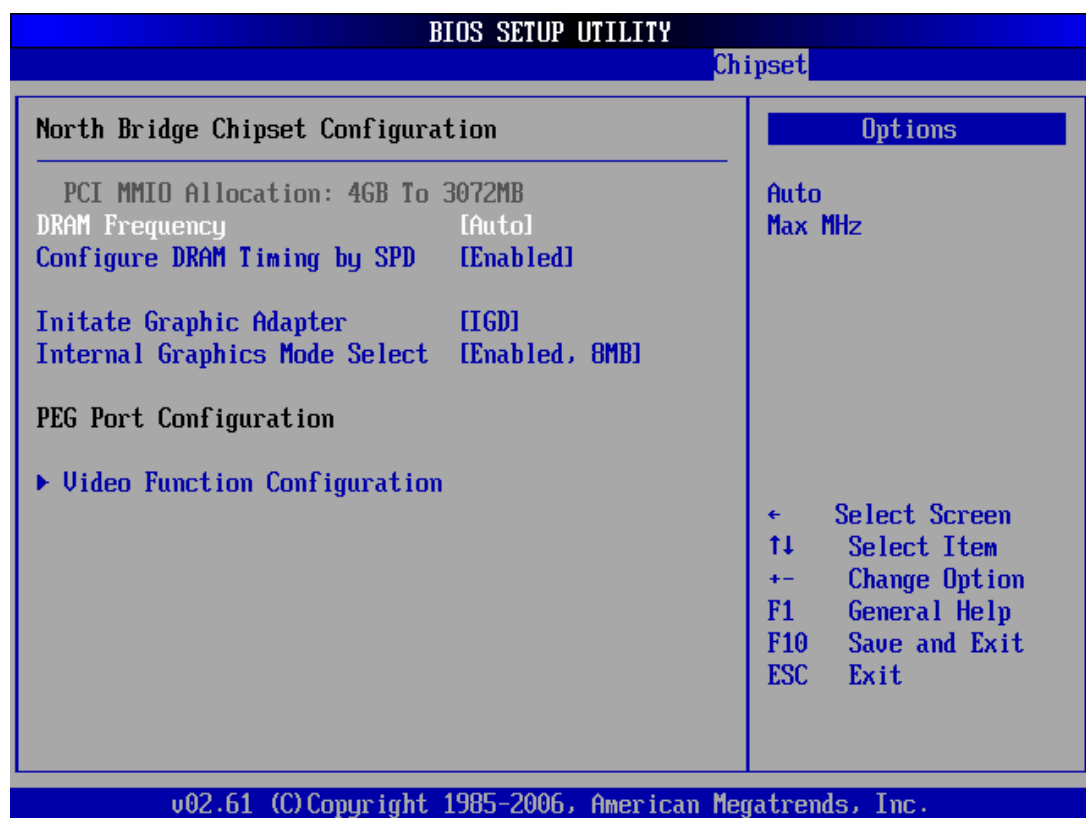 BIOS SETUP UTILITY
Chipset
North Bridge Chipset Configuration
PCI MMIO Allocation: 4GB To 3072MB
DRAM Frequency [Auto]
Configure DRAM Timing by SPD [Enabled]
Initate Graphic Adapter [IGD]
Internal Graphics Mode Select [Enabled, 8MB]
PEG Port Configuration
▶ Video Function Configuration
Options
Auto
Max MHz
← Select Screen
↑↓ Select Item
+- Change Option
F1 General Help
F10 Save and Exit
ESC Exit
v02.61 (C)Copyright 1985-2006, American Megatrends, Inc.